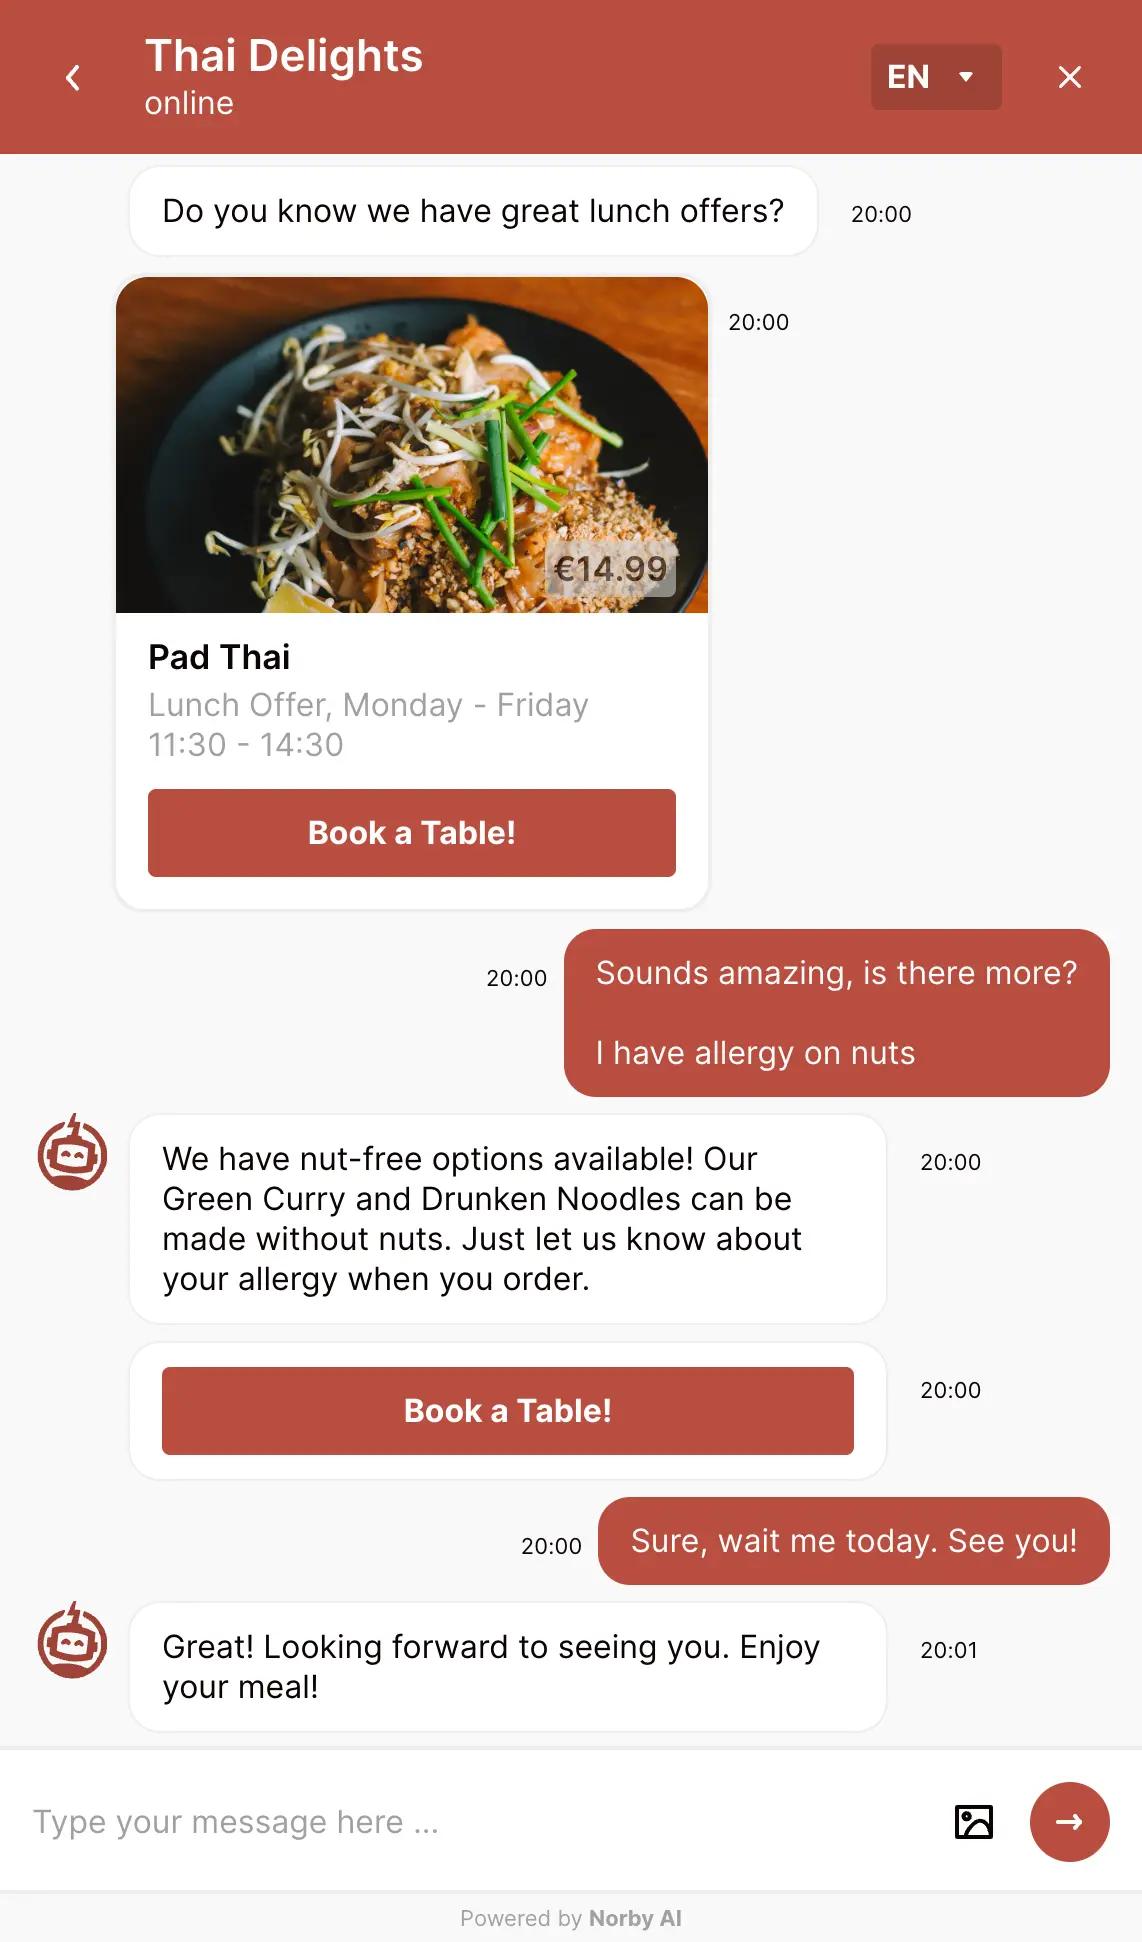 Thai Delights
online
EN
Do you know we have great lunch offers?
20:00
20:00
€14.99
Pad Thai
Lunch Offer, Monday - Friday
11:30 - 14:30
Book a Table!
20:00
Sounds amazing, is there more?
I have allergy on nuts
We have nut-free options available! Our
Green Curry and Drunken Noodles can be
made without nuts. Just let us know about
your allergy when you order.
20:00
Book a Table!
20:00
20:00
Sure, wait me today. See you!
Great! Looking forward to seeing you. Enjoy
your meal!
20:01
Type your message here ...
Powered by Norby AI